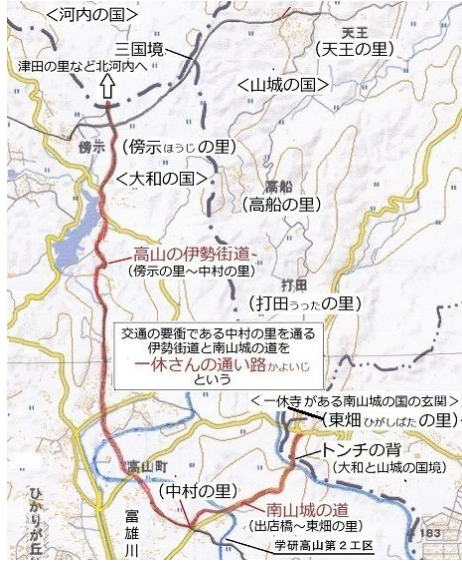 ＜河内の国＞
天王
(天王の里)
三国境
津田の里など北河内へ
＜山城の国＞
傍示
(傍示ほうじの里)
＜大和の国＞
高船
(高船の里)
高山の伊勢街道
(傍示の里～中村の里)
打田
(打田うったの里)
交通の要衝である中村の里を通る
伊勢街道と南山城の道を
一休さんの通い路かよいじ
という
＜一休寺がある南山城の国の玄関＞
(東畑ひがしばたの里)
トンチの背
(大和と山城の国境)
高山町
(中村の里)
南山城の道
(出店橋～東畑の里)
ひかりが丘
富雄川
学研高山第２工区
183